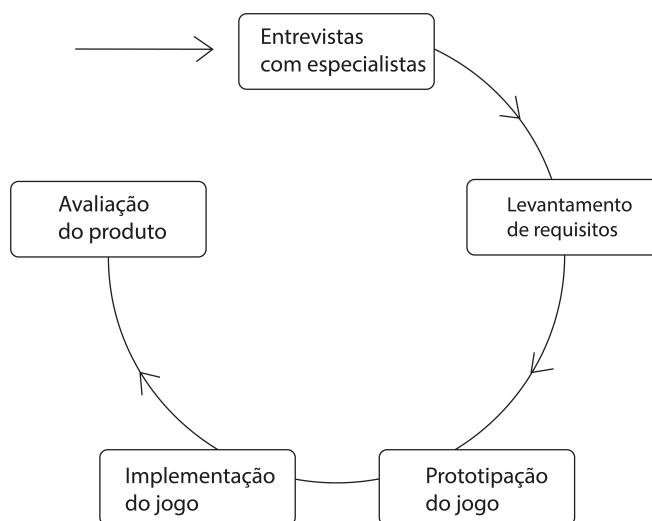 Entrevistas
com especialistas
Levantamento
de requisitos
Prototipação
do jogo
Implementação
do jogo
Avaliação
do produto